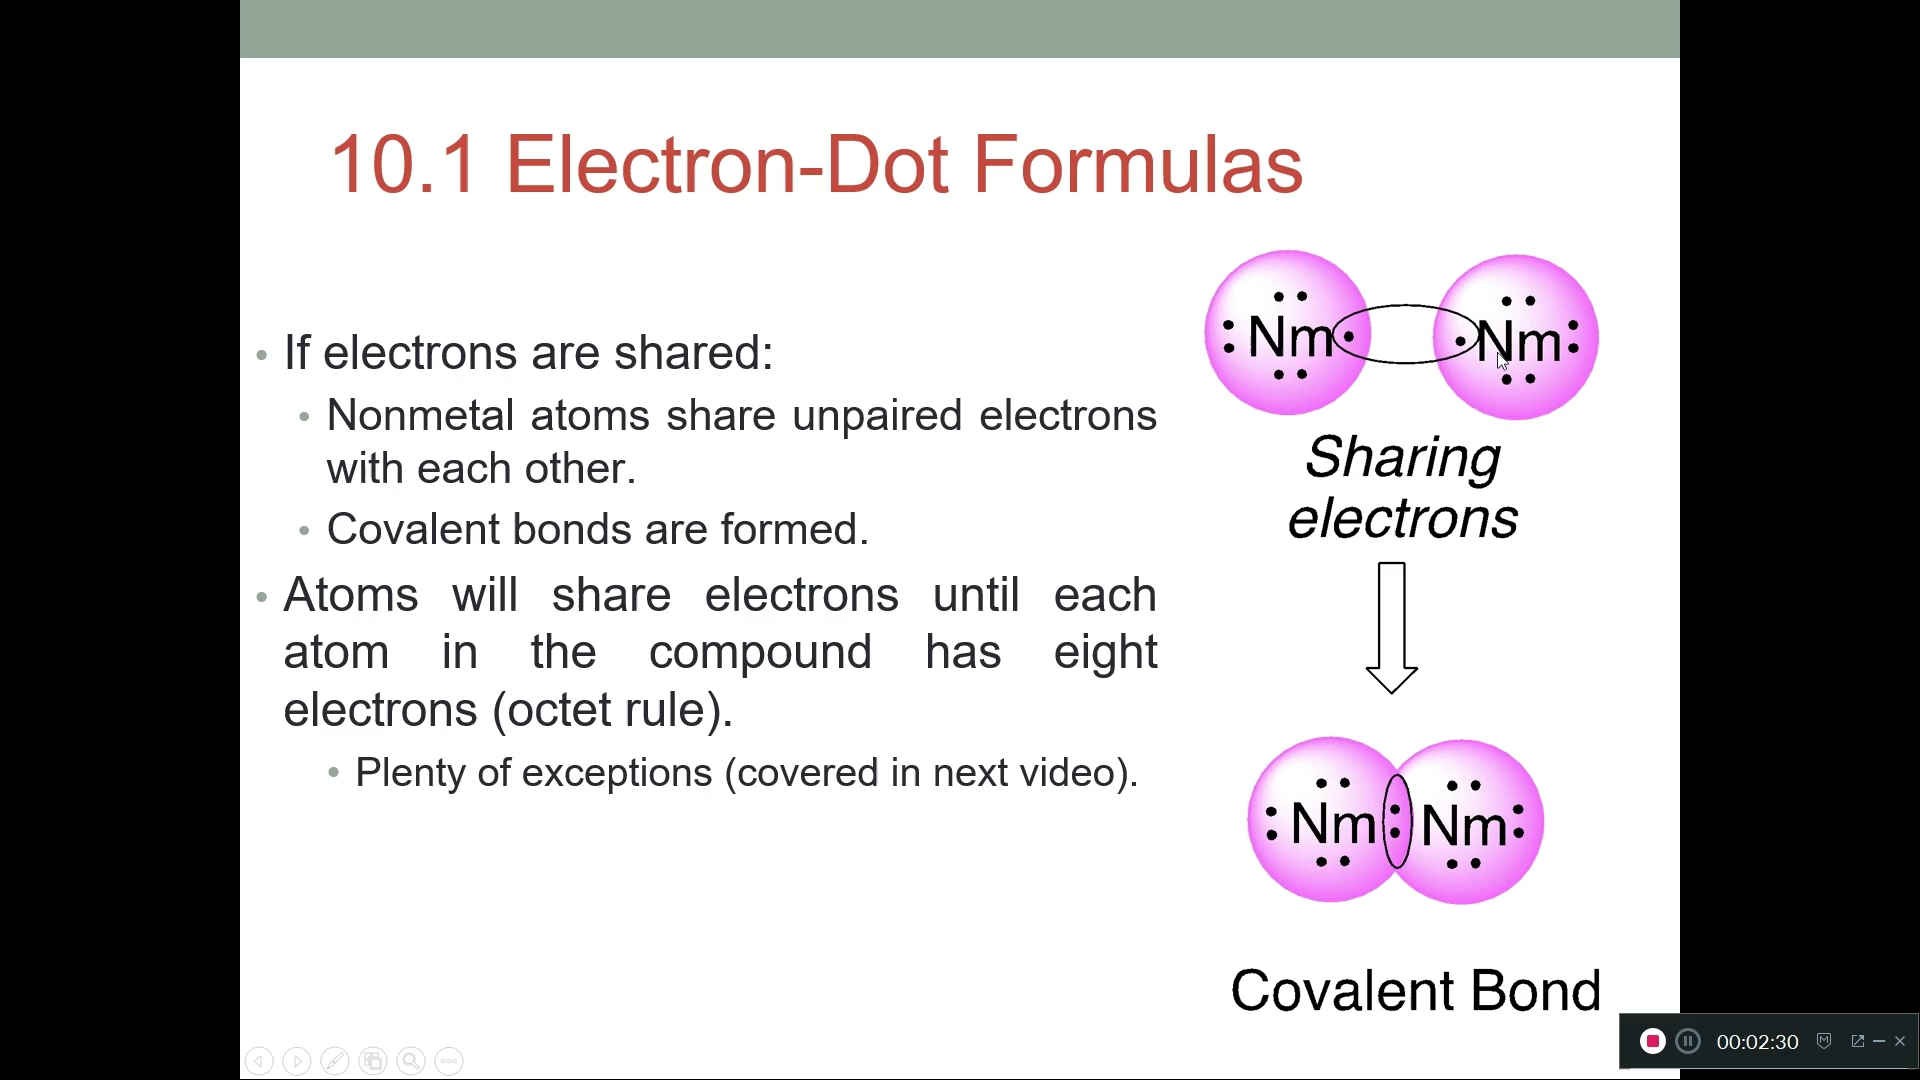 10.1 Electron-Dot Formulas
• If electrons are shared:
• Nonmetal atoms share unpaired electrons
with each other.
• Covalent bonds are formed.
• Atoms will share electrons until each
atom in the compound has eight
electrons (octet rule).
• Plenty of exceptions (covered in next video).
Nm Nm
Sharing
electrons
Nm Nm
Covalent Bond
00:02:30